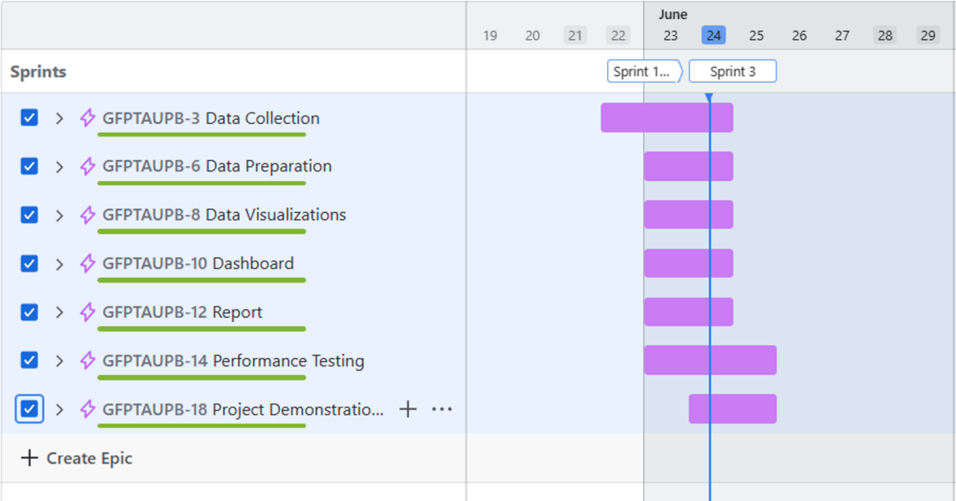 June
19 20 21 22 23 24 25 26 27 28 29
Sprints
Sprint 1... Sprint 3
GFPTAUPB-3 Data Collection
GFPTAUPB-6 Data Preparation
GFPTAUPB-8 Data Visualizations
GFPTAUPB-10 Dashboard
GFPTAUPB-12 Report
GFPTAUPB-14 Performance Testing
GFPTAUPB-18 Project Demonstratio...
Create Epic